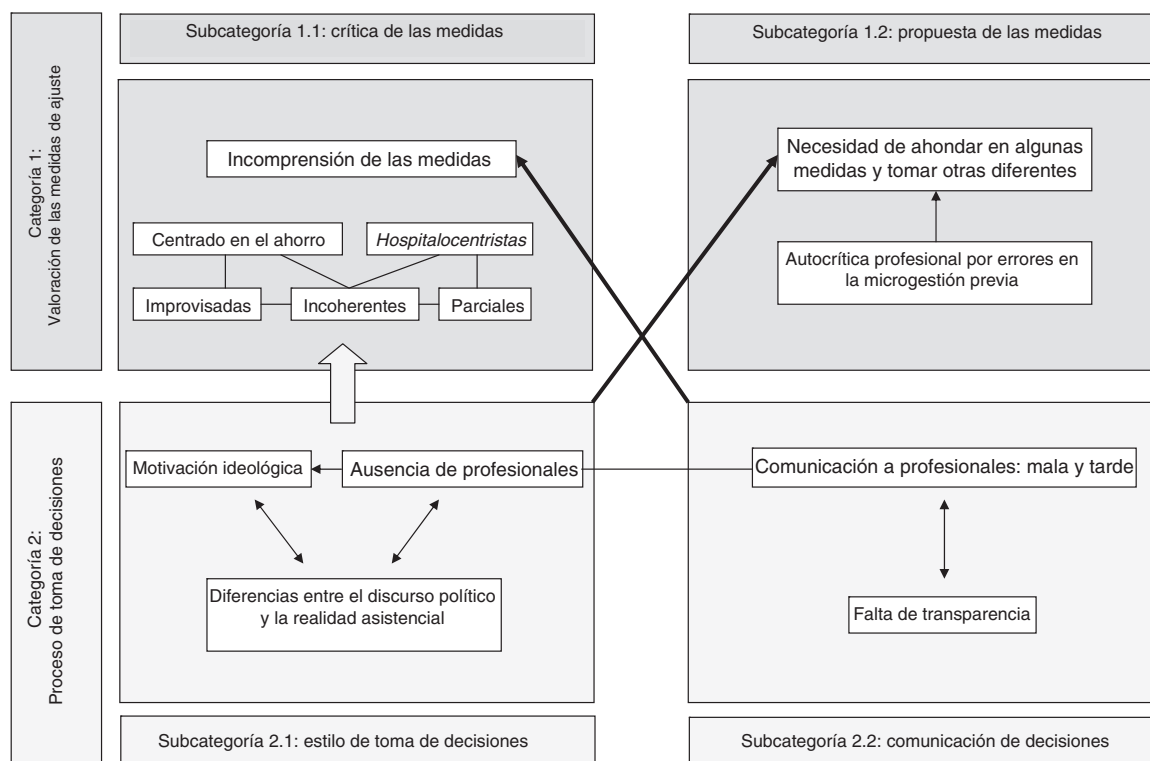 Subcategoría 1.1: crítica de las medidas
Subcategoría 1.2: propuesta de las medidas
Categoría 1:
Valoración de las medidas de ajuste
Incomprensión de las medidas
Centrado en el ahorro
Hospitalocentristas
Improvisadas
Incoherentes
Parciales
Necesidad de ahondar en algunas
medidas y tomar otras diferentes
Autocrítica profesional por errores en
la microgestión previa
Categoría 2:
Proceso de toma de decisiones
Motivación ideológica
Ausencia de profesionales
Diferencias entre el discurso político
y la realidad asistencial
Comunicación a profesionales: mala y tarde
Falta de transparencia
Subcategoría 2.1: estilo de toma de decisiones
Subcategoría 2.2: comunicación de decisiones